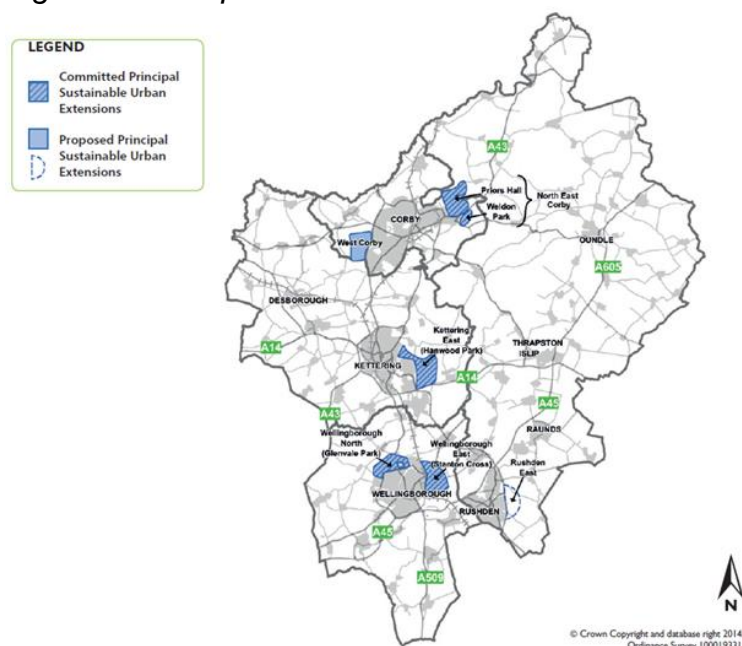 LEGEND
Committed Principal
Sustainable Urban
Extensions
Proposed Principal
Sustainable Urban
Extensions
A43
Priors Hall
North East
Corby
Weldon
Park
CORBY
West Corby
OUNDLE
A605
DESBOROUGH
Kettering
East
(Hanwood Park)
THRAPSTON
ISLIP
A14
KETTERING
A14
A45
A43
RAUNDS
Wellingborough
North
(Glenvale Park)
Wellingborough
East
(Stanton Cross)
Rushden
East
WELLINGBOROUGH
RUSHDEN
A45
A509
N
© Crown Copyright and database right 2014
Ordnance Survey 100019331